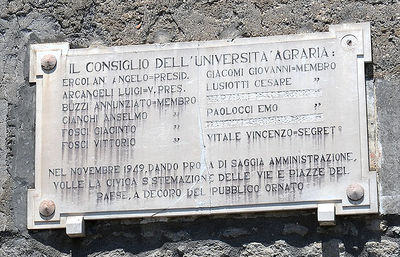 IL CONSIGLIO DELL'UNIVERSITA' AGRARIA:
ERCOLANI ANGELO=PRESID.
ARCANGELI LUIGI=V. PRES.
BUZZI ANNUNZIATO=MEMBRO
CIANCHI ANSELMO "
FOSCI GIACINTO "
FOSCI VITTORIO "
GIACOMI GIOVANNI=MEMBRO
LUSIOTTI CESARE "
PAOLOCCI EMO "
VITALE VINCENZO=SEGRETº
NEL NOVEMBRE 1949, DANDO PROVA DI SAGGIA AMMINISTRAZIONE,
VOLLE LA CIVICA SISTEMAZIONE DELLE VIE E PIAZZE DEL
PAESE, A DECORO DEL PUBBLICO ORNATO